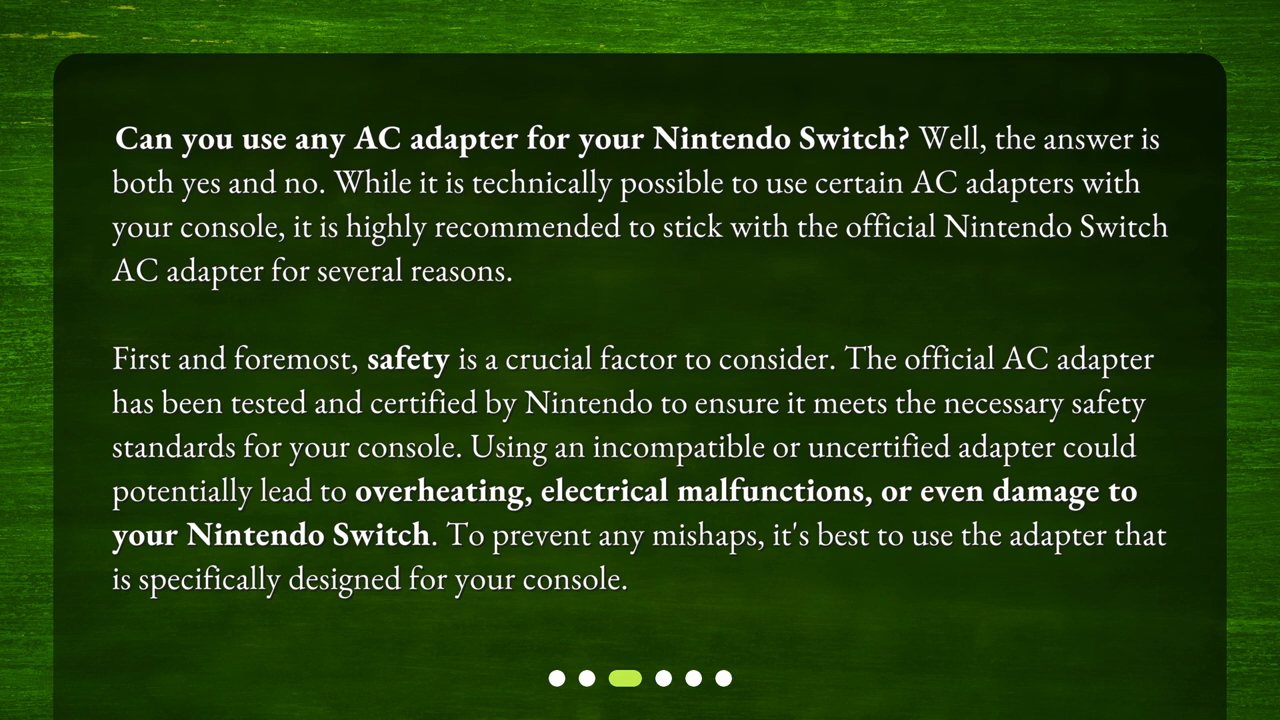 Can you use any AC adapter for your Nintendo Switch? Well, the answer is
both yes and no. While it is technically possible to use certain AC adapters with
your console, it is highly recommended to stick with the official Nintendo Switch
AC adapter for several reasons.
First and foremost, safety is a crucial factor to consider. The official AC adapter
has been tested and certified by Nintendo to ensure it meets the necessary safety
standards for your console. Using an incompatible or uncertified adapter could
potentially lead to overheating, electrical malfunctions, or even damage to
your Nintendo Switch. To prevent any mishaps, it's best to use the adapter that
is specifically designed for your console.